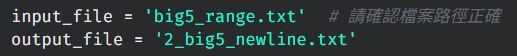 input_file = 'big5_range.txt'  # 請確認檔案路徑正確
output_file = '2_big5_newline.txt'